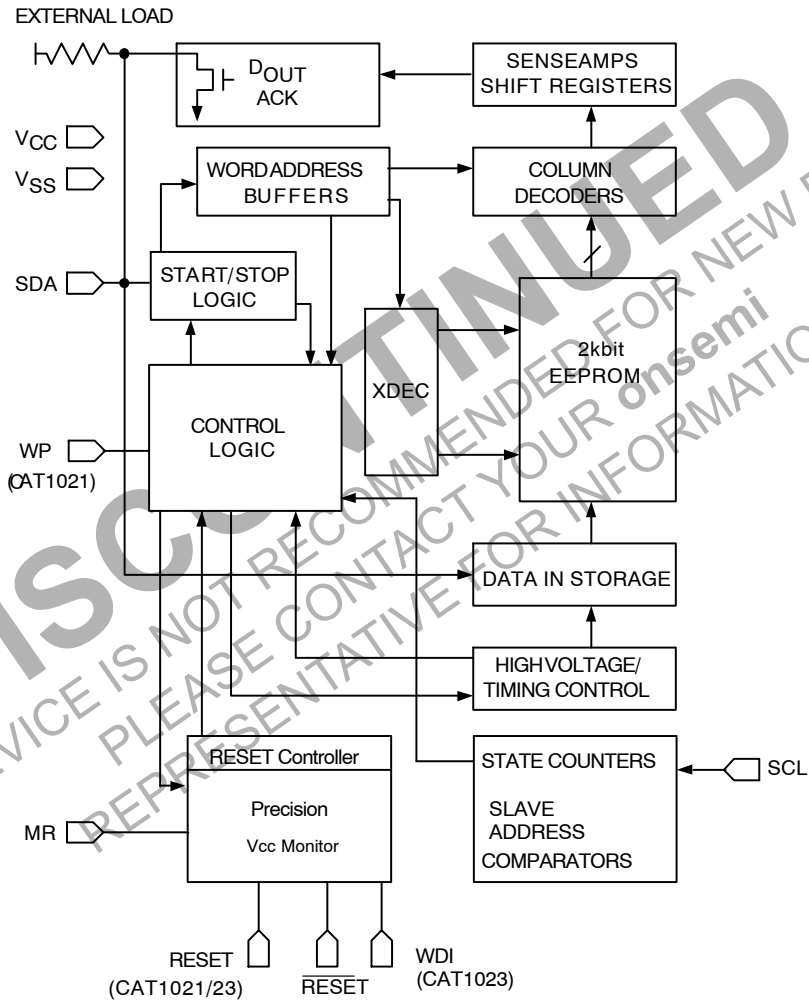 EXTERNAL LOAD
DOUT
ACK
SENSEAMPS
SHIFT REGISTERS
VCC
VSS
WORDADDRESS
BUFFERS
COLUMN
DECODERS
SDA
START/STOP
LOGIC
XDEC
2kbit
EEPROM
CONTROL
LOGIC
WP
(CAT1021)
DATA IN STORAGE
HIGHVOLTAGE/
TIMING CONTROL
RESET Controller
Precision
Vcc Monitor
MR
STATE COUNTERS
SLAVE
ADDRESS
COMPARATORS
SCL
RESET
(CAT1021/23)
RESET
WDI
(CAT1023)
DISCONTINUED
VICE IS NOT RECOMMENDED FOR NEW
PLEASE CONTACT YOUR onsemi
REPRESENTATIVE FOR INFORMATIO